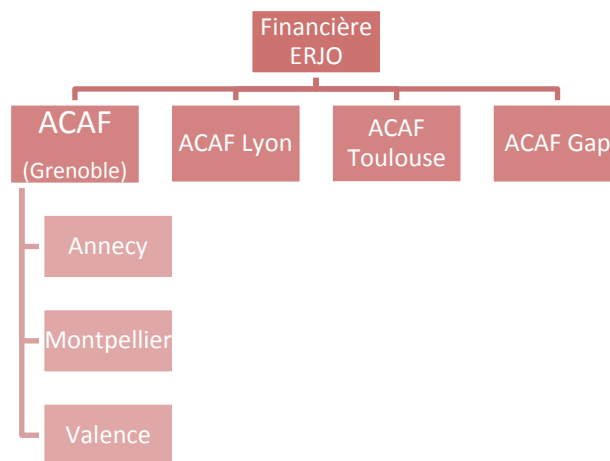 Financière
ERJO
ACAF
(Grenoble)
ACAF Lyon
ACAF
Toulouse
ACAF Gap
Annecy
Montpellier
Valence